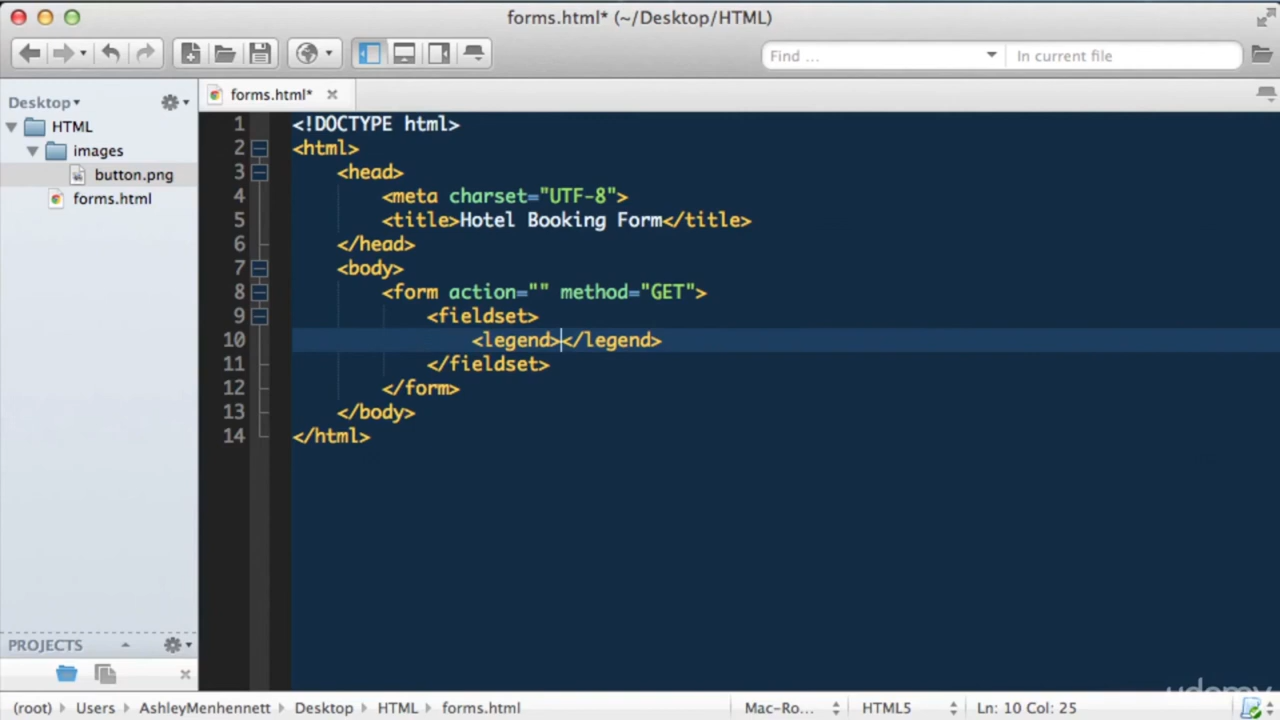 forms.html* (~/Desktop/HTML)
Find ... In current file
Desktop
forms.html*
HTML
images
button.png
forms.html
1 <!DOCTYPE html>
2 <html>
3 <head>
4 <meta charset="UTF-8">
5 <title>Hotel Booking Form</title>
6 </head>
7 <body>
8 <form action="" method="GET">
9 <fieldset>
10 <legend></legend>
11 </fieldset>
12 </form>
13 </body>
14 </html>
PROJECTS
udemy
(root) Users AshleyMenhennett Desktop HTML forms.html Mac-Ro... HTML5 Ln: 10 Col: 25